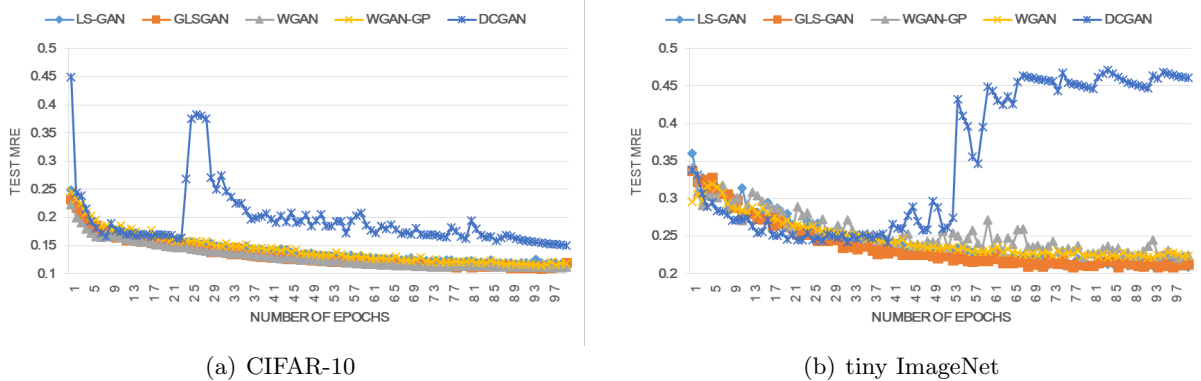 LS-GAN GLSGAN WGAN WGAN-GP DCGAN
0.5
0.45
0.4
0.35
0.3
0.25
0.2
0.15
0.1
TEST MRE
1 5 9 13 17 21 25 29 33 37 41 45 49 53 57 61 65 69 73 77 81 85 89 93 97
NUMBER OF EPOCHS
(a) CIFAR-10
LS-GAN GLS-GAN WGAN-GP WGAN DCGAN
0.5
0.45
0.4
0.35
0.3
0.25
0.2
TEST MRE
1 5 9 13 17 21 25 29 33 37 41 45 49 53 57 61 65 69 73 77 81 85 89 93 97
NUMBER OF EPOCHS
(b) tiny ImageNet